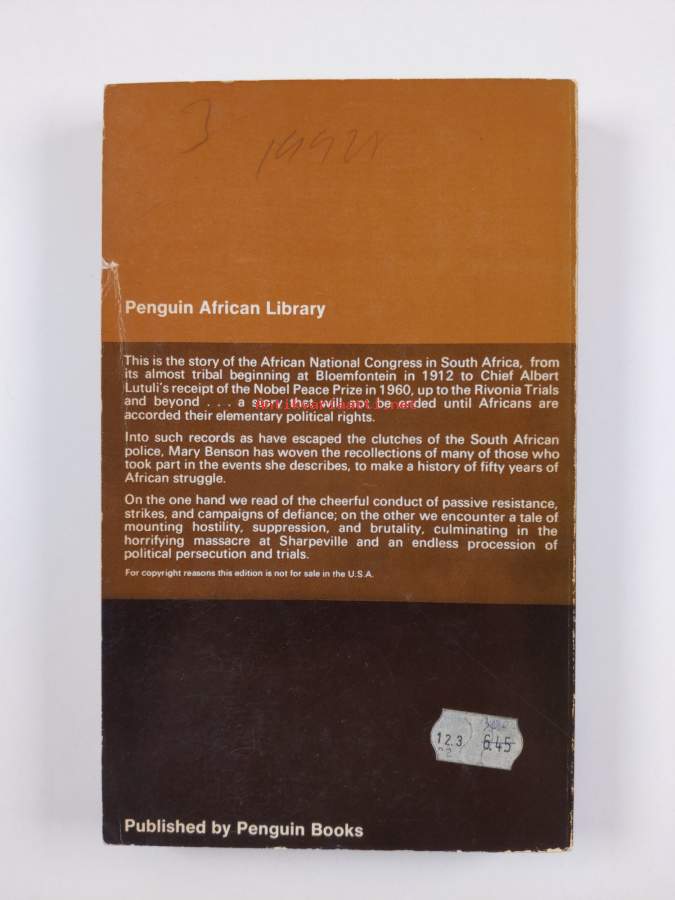 3
Penguin African Library
This is the story of the African National Congress in South Africa, from
its almost tribal beginning at Bloemfontein in 1912 to Chief Albert
Lutuli's receipt of the Nobel Peace Prize in 1960, up to the Rivonia Trials
and beyond . . . a story that will not be ended until Africans are
accorded their elementary political rights.
Into such records as have escaped the clutches of the South African
police, Mary Benson has woven the recollections of many of those who
took part in the events she describes, to make a history of fifty years of
African struggle.
On the one hand we read of the cheerful conduct of passive resistance,
strikes, and campaigns of defiance; on the other we encounter a tale of
mounting hostility, suppression, and brutality, culminating in the
horrifying massacre at Sharpeville and an endless procession of
political persecution and trials.
For copyright reasons this edition is not for sale in the U.S.A.
12.3 6.45
Published by Penguin Books